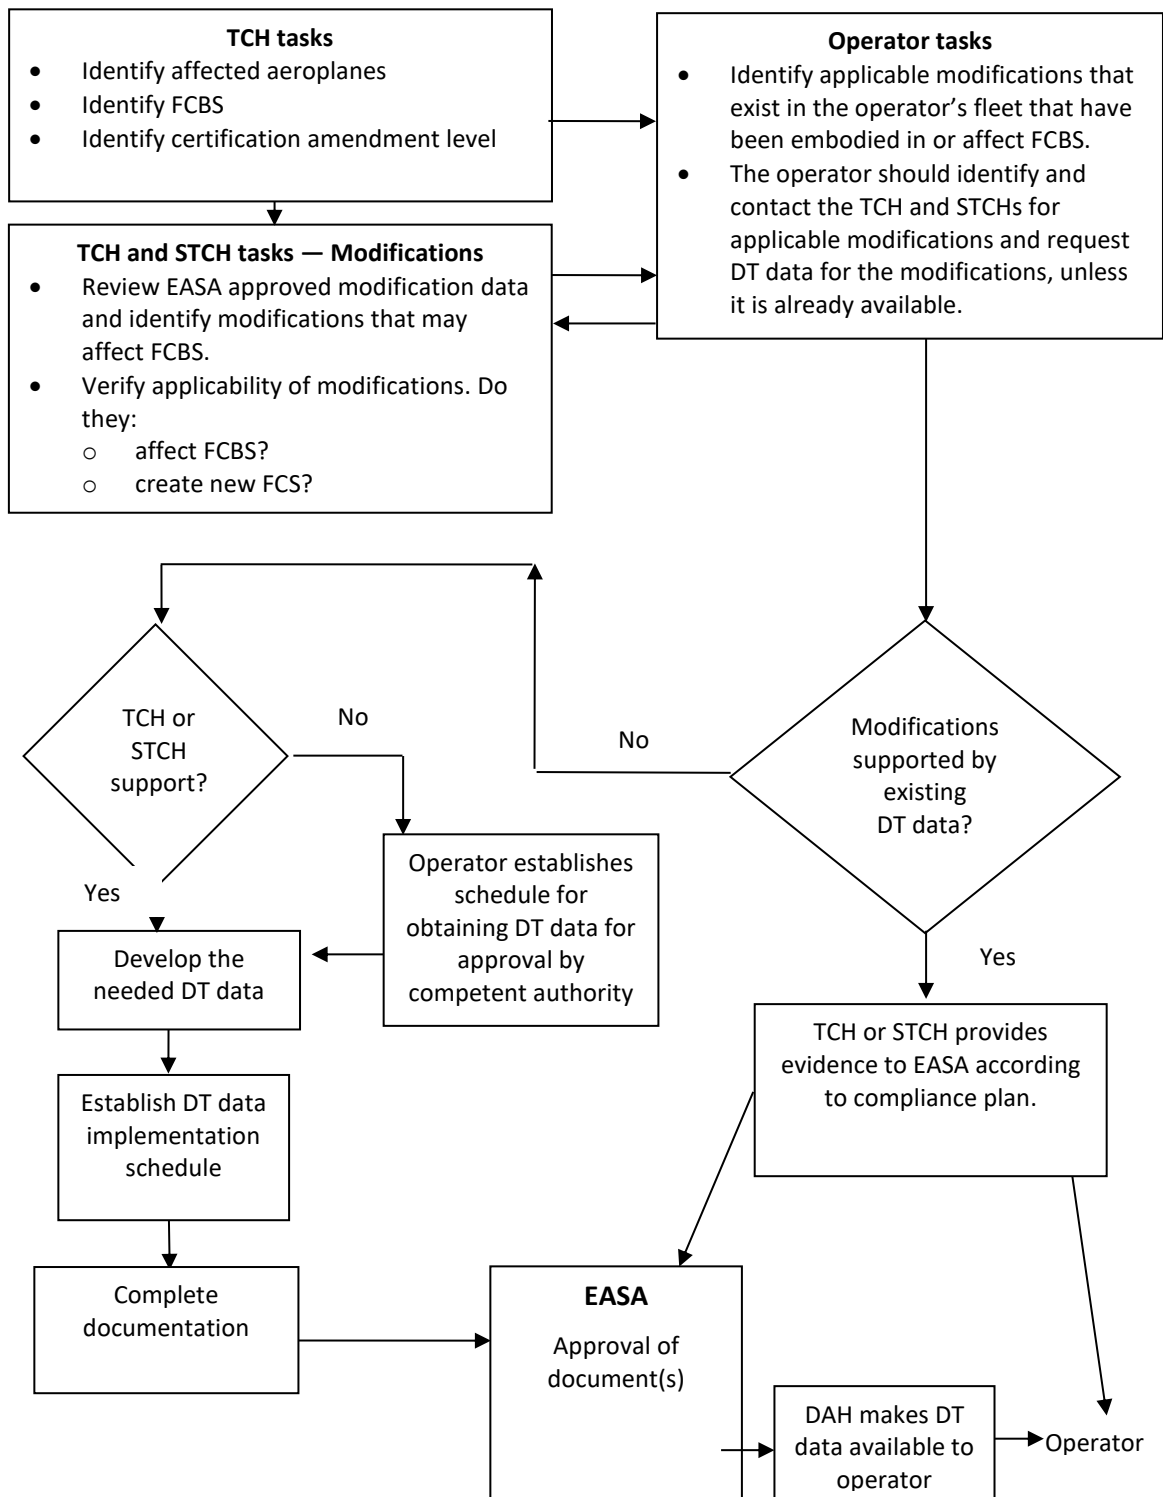 TCH tasks
• Identify affected aeroplanes
• Identify FCBS
• Identify certification amendment level
Operator tasks
• Identify applicable modifications that
exist in the operator’s fleet that have
been embodied in or affect FCBS.
• The operator should identify and
contact the TCH and STCHs for
applicable modifications and request
DT data for the modifications, unless
it is already available.
TCH and STCH tasks — Modifications
• Review EASA approved modification data
and identify modifications that may
affect FCBS.
• Verify applicability of modifications. Do
they:
o affect FCBS?
o create new FCS?
TCH or
STCH
support?
No
No
Modifications
supported by
existing
DT data?
Yes
Operator establishes
schedule for
obtaining DT data for
approval by
competent authority
Develop the
needed DT data
Yes
TCH or STCH provides
evidence to EASA according
to compliance plan.
Establish DT data
implementation
schedule
Complete
documentation
EASA
Approval of
document(s)
DAH makes DT
data available to
operator
Operator